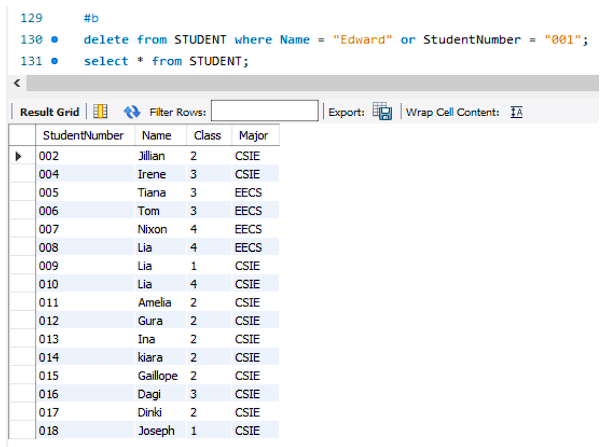 129 #b
130 delete from STUDENT where Name = "Edward" or StudentNumber = "001";
131 select * from STUDENT;
Result Grid Filter Rows: Export: Wrap Cell Content: IA
StudentNumber Name Class Major
002 Jillian 2 CSIE
004 Irene 3 CSIE
005 Tiana 3 EECS
006 Tom 3 EECS
007 Nixon 4 EECS
008 Lia 4 EECS
009 Lia 1 CSIE
010 Lia 4 CSIE
011 Amelia 2 CSIE
012 Gura 2 CSIE
013 Ina 2 CSIE
014 kiara 2 CSIE
015 Gaillope 2 CSIE
016 Dagi 3 CSIE
017 Dinki 2 CSIE
018 Joseph 1 CSIE